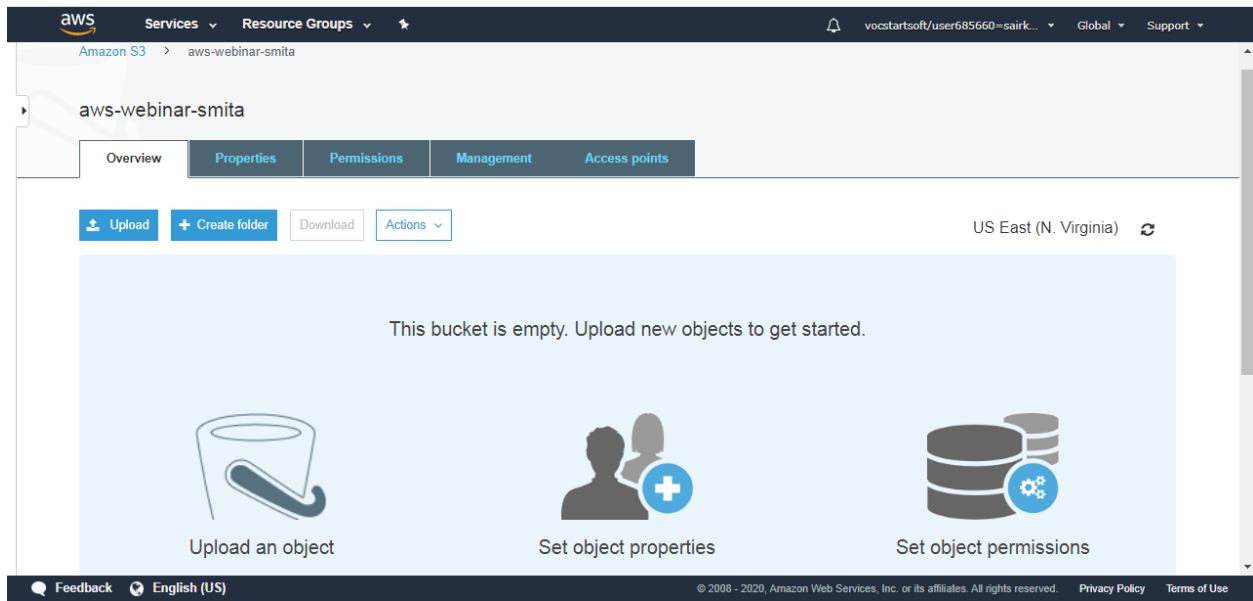 aws Services Resource Groups vocstartsoft/user685660=sairk... Global Support
Amazon S3 > aws-webinar-smita
aws-webinar-smita
Overview Properties Permissions Management Access points
Upload + Create folder Download Actions US East (N. Virginia)
This bucket is empty. Upload new objects to get started.
Upload an object Set object properties Set object permissions
Feedback English (US) © 2008 - 2020, Amazon Web Services, Inc. or its affiliates. All rights reserved. Privacy Policy Terms of Use